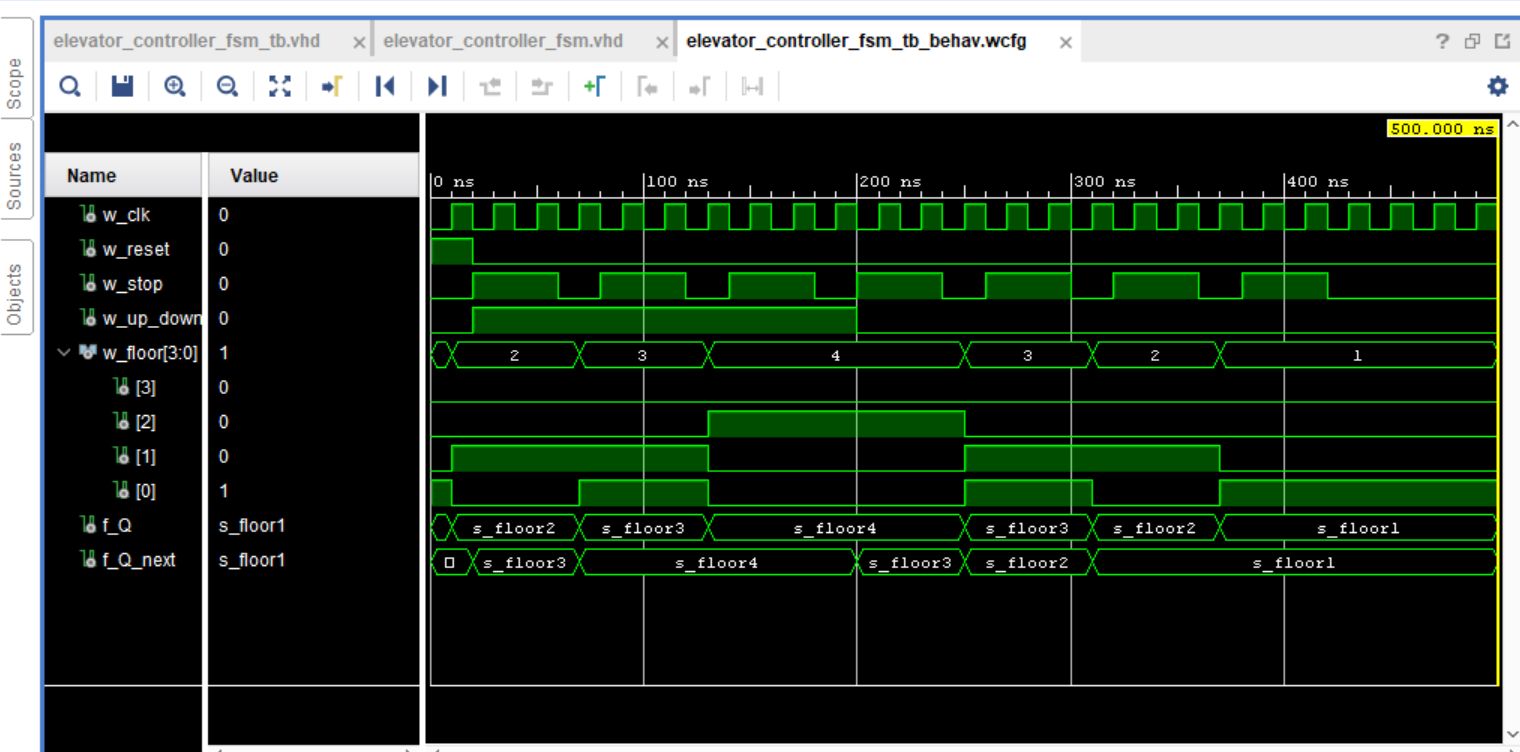 elevator_controller_fsm_tb.vhd × elevator_controller_fsm.vhd × elevator_controller_fsm_tb_behav.wcfg × ?
Scope
Sources
Objects
500.000 ns
Name Value 0 ns 100 ns 200 ns 300 ns 400 ns
w_clk 0
w_reset 0
w_stop 0
w_up_down 0
w_floor[3:0] 1 2 3 4 3 2 1
[3] 0
[2] 0
[1] 0
[0] 1
f_Q s_floor1 s_floor2 s_floor3 s_floor4 s_floor3 s_floor2 s_floor1
f_Q_next s_floor1 s_floor3 s_floor4 s_floor3 s_floor2 s_floor1